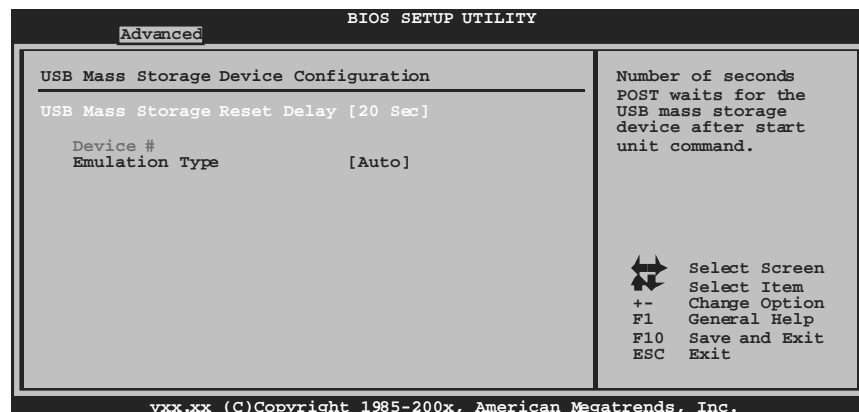 BIOS SETUP UTILITY
Advanced
USB Mass Storage Device Configuration
USB Mass Storage Reset Delay [20 Sec]
Device #
Emulation Type [Auto]
Number of seconds
POST waits for the
USB mass storage
device after start
unit command.
Select Screen
Select Item
+- Change Option
F1 General Help
F10 Save and Exit
ESC Exit
vxx.xx (C)Copyright 1985-200x, American Megatrends, Inc.